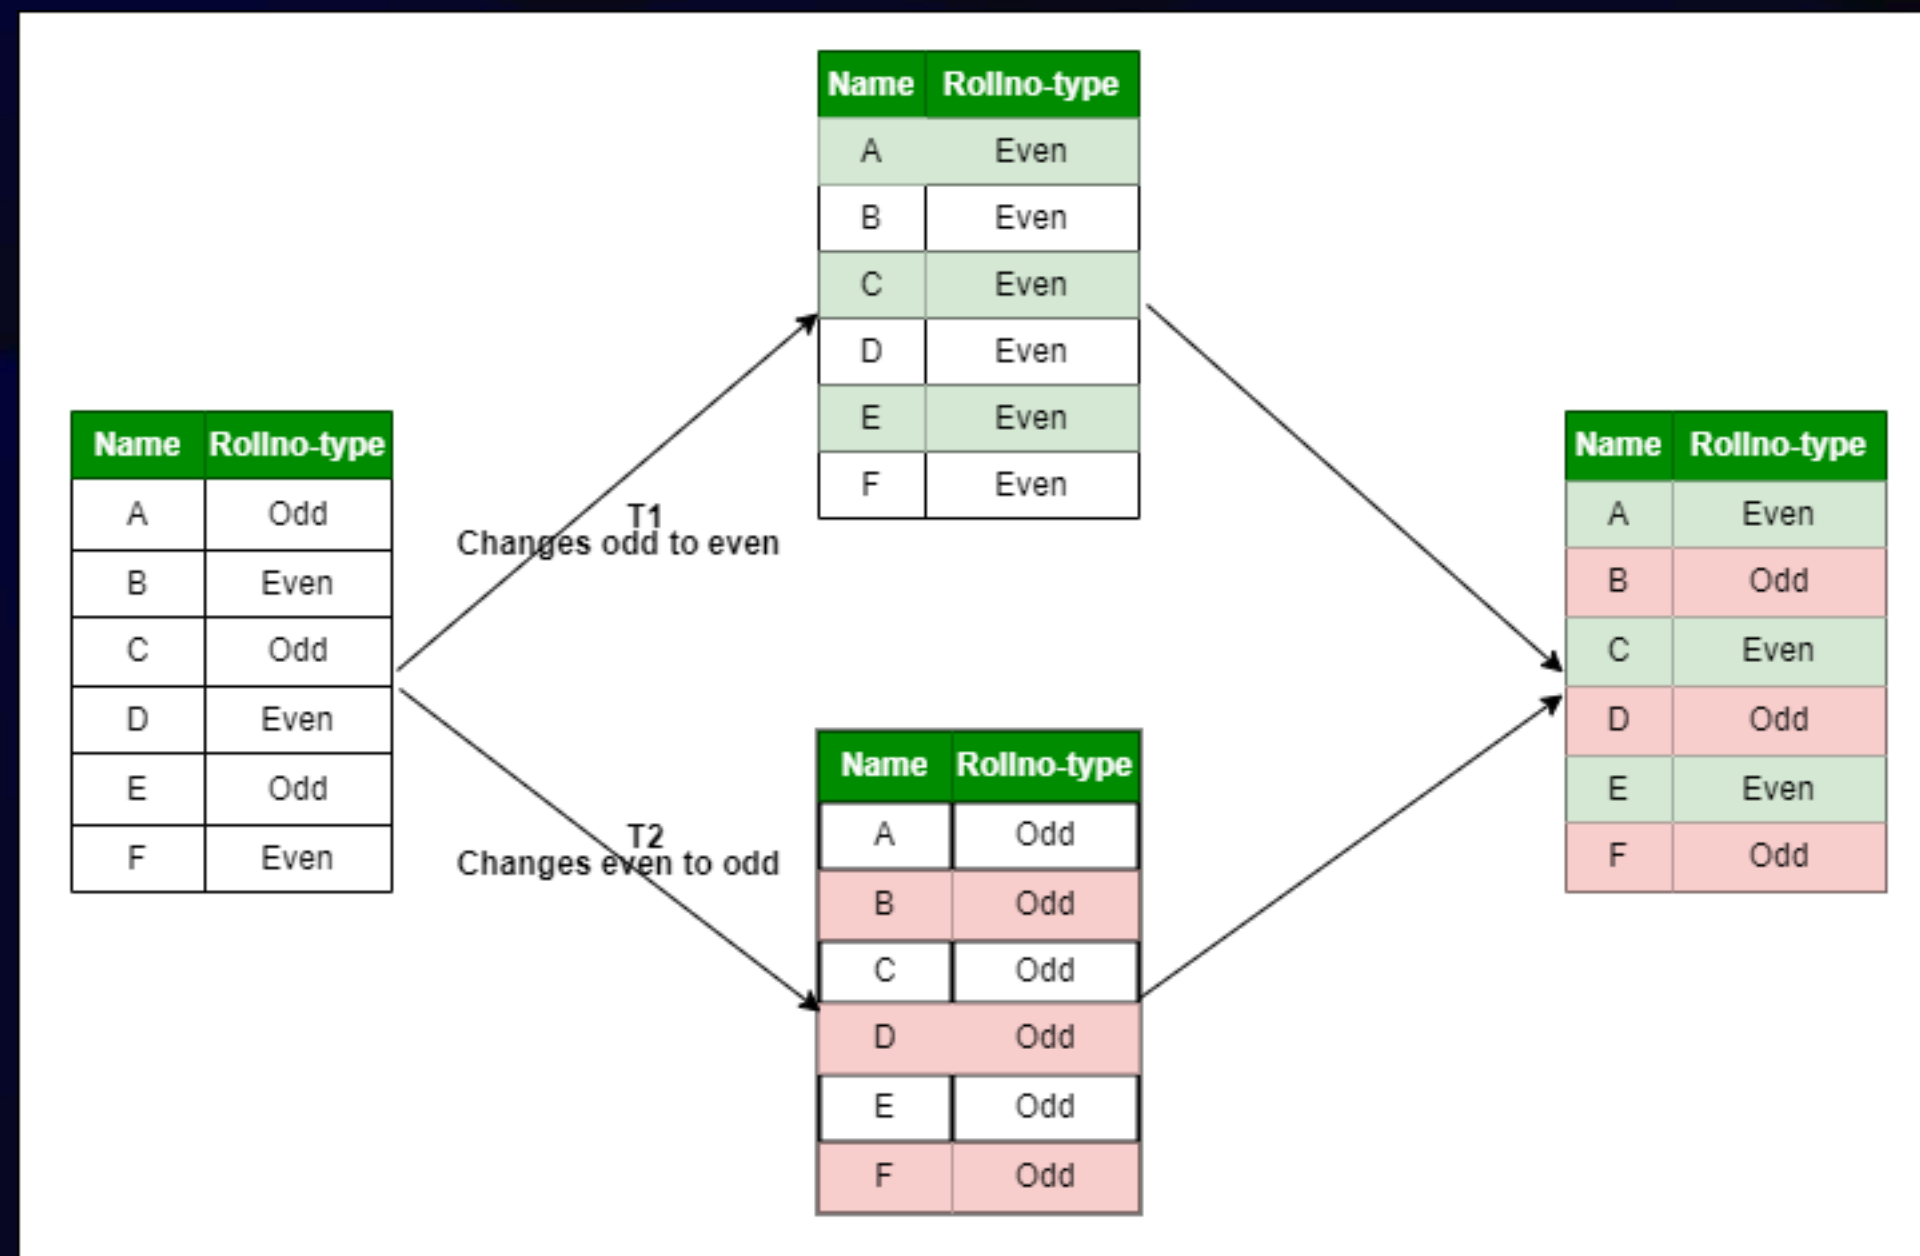 Name Rollno-type
A Odd
B Even
C Odd
D Even
E Odd
F Even
T1
Changes odd to even
T2
Changes even to odd
Name Rollno-type
A Even
B Even
C Even
D Even
E Even
F Even
Name Rollno-type
A Odd
B Odd
C Odd
D Odd
E Odd
F Odd
Name Rollno-type
A Even
B Odd
C Even
D Odd
E Even
F Odd